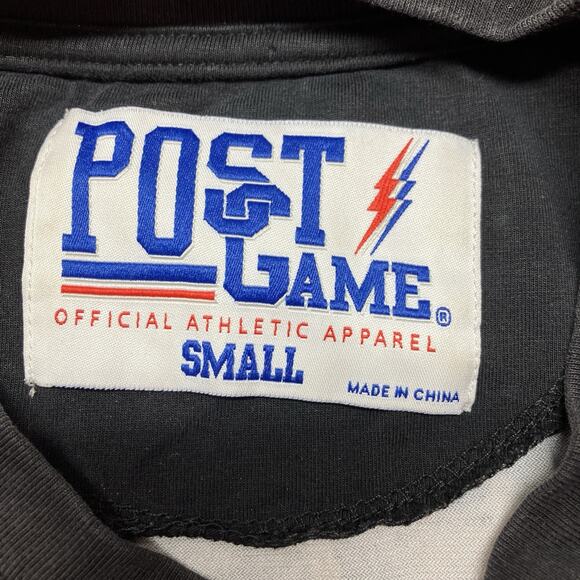 POST
GAME®
OFFICIAL ATHLETIC APPAREL
SMALL
MADE IN CHINA